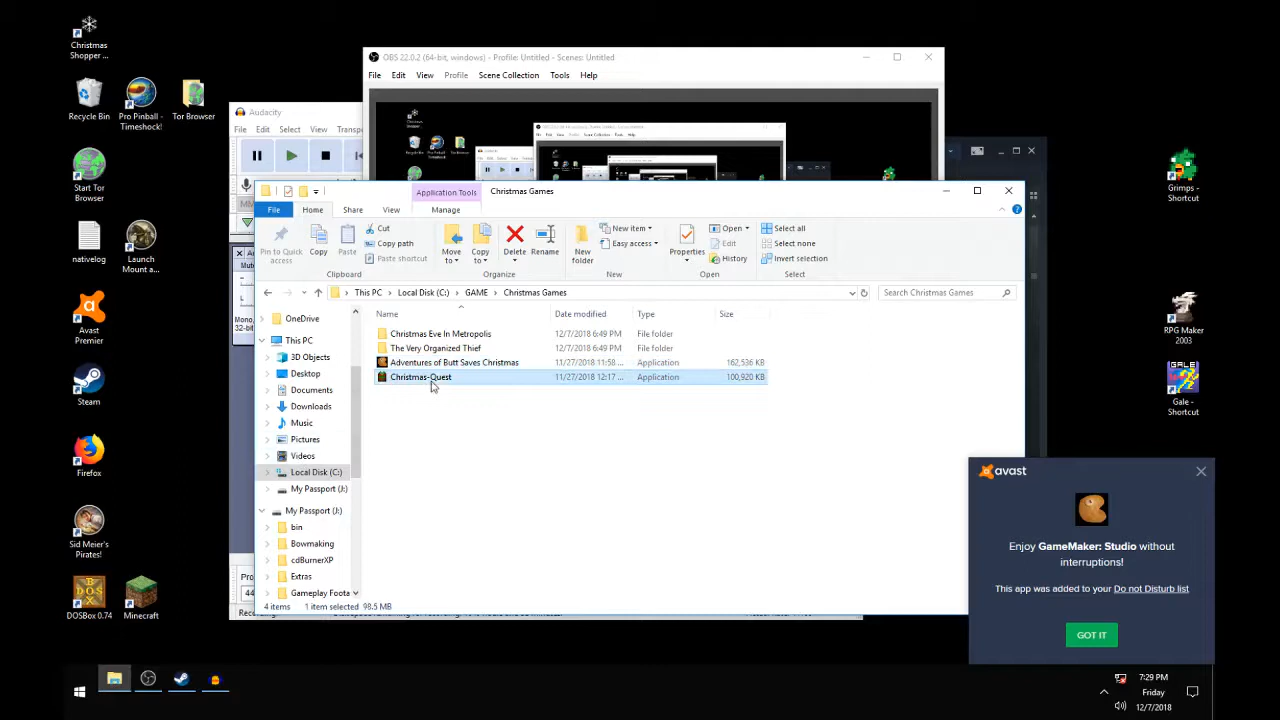 Christmas
Shopper ...
Recycle Bin
Pro Pinball -
Timeshock!
Tor Browser
Start Tor
Browser
nativelog
Launch
Mount a...
Avast
Premier
Steam
Firefox
Sid Meier's
Pirates!
DOSBox 0.74
Minecraft
Grimps -
Shortcut
RPG Maker
2003
Gale -
Shortcut
OBS 22.0.2 (64-bit, windows) - Profile: Untitled - Scenes: Untitled
File Edit View Profile Scene Collection Tools Help
Audacity
File Edit Select View Transpo
Application Tools Christmas Games
File Home Share View Manage
Pin to Quick
access
Copy
Paste
Cut
Copy path
Paste shortcut
Clipboard
Move
to
Copy
to
Delete
Rename
Organize
New
folder
New item
Easy access
New
Properties
Open
Edit
History
Open
Select all
Select none
Invert selection
Select
This PC > Local Disk (C:) > GAME > Christmas Games
Search Christmas Games
Name Date modified Type Size
Christmas Eve In Metropolis 12/7/2018 6:49 PM File folder
The Very Organized Thief 12/7/2018 6:49 PM File folder
Adventures of Butt Saves Christmas 11/27/2018 11:58 ... Application 162,536 KB
Christmas-Quest 11/27/2018 12:17 ... Application 100,920 KB
OneDrive
This PC
3D Objects
Desktop
Documents
Downloads
Music
Pictures
Videos
Local Disk (C:)
My Passport (J:)
My Passport (J:)
bin
Bowmaking
cdBurnerXP
Extras
Gameplay Foota
4 items 1 item selected 98.5 MB
avast
Enjoy GameMaker: Studio without
interruptions!
This app was added to your Do not Disturb list
GOT IT
7:29 PM
Friday
12/7/2018